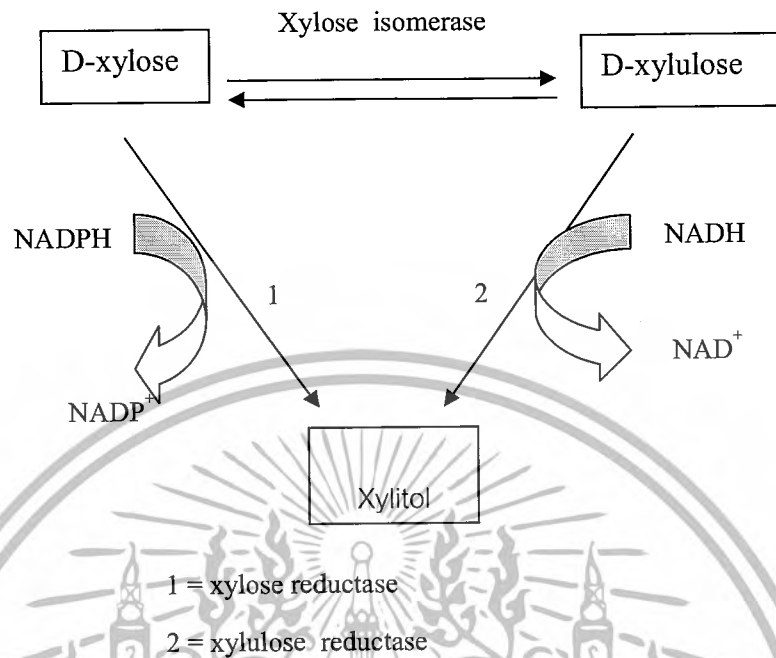 Xylose isomerase
D-xylose
D-xylulose
NADPH
NADH
1
2
NAD+
NADP+
Xylitol
1 = xylose reductase
2 = xylulose reductase